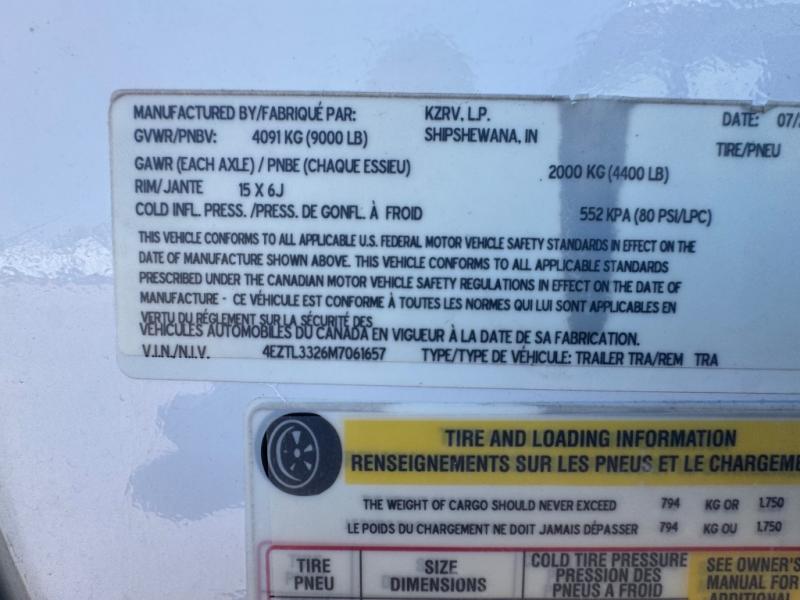 MANUFACTURED BY/FABRIQUÉ PAR: KZRV, L.P. DATE: 07/
GVWR/PNBV: 4091 KG (9000 LB) SHIPSHEWANA, IN
TIRE/PNEU
GAWR (EACH AXLE) / PNBE (CHAQUE ESSIEU) 2000 KG (4400 LB)
RIM/JANTE 15 X 6J
COLD INFL. PRESS. /PRESS. DE GONFL. À FROID 552 KPA (80 PSI/LPC)
THIS VEHICLE CONFORMS TO ALL APPLICABLE U.S. FEDERAL MOTOR VEHICLE SAFETY STANDARDS IN EFFECT ON THE
DATE OF MANUFACTURE SHOWN ABOVE. THIS VEHICLE CONFORMS TO ALL APPLICABLE STANDARDS
PRESCRIBED UNDER THE CANADIAN MOTOR VEHICLE SAFETY REGULATIONS IN EFFECT ON THE DATE OF
MANUFACTURE - CE VÉHICULE EST CONFORME À TOUTES LES NORMES QUI LUI SONT APPLICABLES EN
VERTU DU RÉGLEMENT SUR LA SÉCURITÉ DES
VÉHICULES AUTOMOBILES DU CANADA EN VIGUEUR À LA DATE DE SA FABRICATION.
V.I.N./N.I.V. 4EZTL3326M7061657 TYPE/TYPE DE VÉHICULE: TRAILER TRA/REM TRA
TIRE AND LOADING INFORMATION
RENSEIGNEMENTS SUR LES PNEUS ET LE CHARGEME
THE WEIGHT OF CARGO SHOULD NEVER EXCEED 794 KG OR 1,750
LE POIDS DU CHARGEMENT NE DOIT JAMAIS DÉPASSER 794 KG OU 1,750
TIRE
PNEU
SIZE
DIMENSIONS
COLD TIRE PRESSURE
PRESSION DES
PNEUS A FROID
SEE OWNER'S
MANUAL FOR
ADDITIONAL